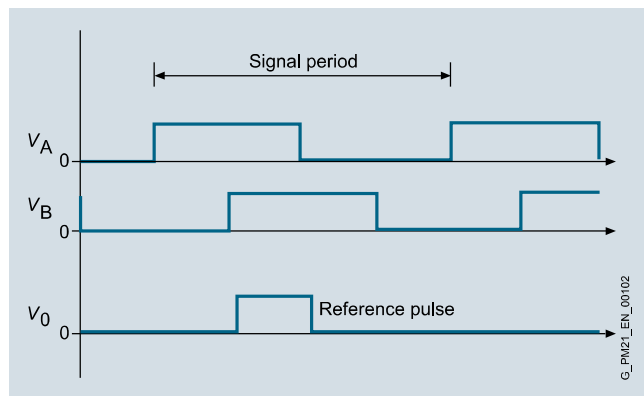 Signal period
VA
0
VB
0
V0
Reference pulse
0
G_PM21_EN_00102